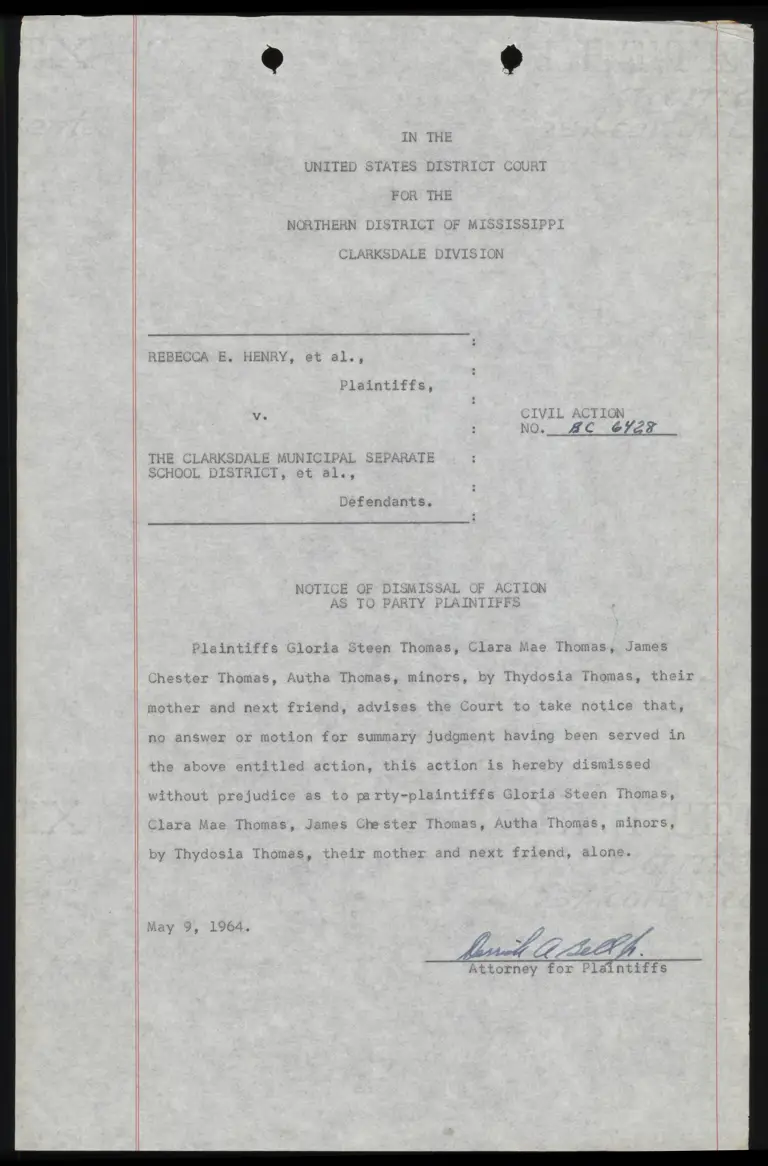 IN THE
UNITED STATES DISTRICT COURT
FOR THE
NORTHERN DISTRICT OF MISSISSIPPI
CLARKSDALE DIVISION
REBECCA E. HENRY, et al.,
Plaintiffs,
v.
THE CLARKSDALE MUNICIPAL SEPARATE
SCHOOL DISTRICT, et al.,
Defendants.
:
:
:
:
:
:
:
CIVIL ACTION
NO. BC 6428
NOTICE OF DISMISSAL OF ACTION
AS TO PARTY PLAINTIFFS
Plaintiffs Gloria Steen Thomas, Clara Mae Thomas, James
Chester Thomas, Autha Thomas, minors, by Thydosia Thomas, their
mother and next friend, advises the Court to take notice that,
no answer or motion for summary judgment having been served in
the above entitled action, this action is hereby dismissed
without prejudice as to party-plaintiffs Gloria Steen Thomas,
Clara Mae Thomas, James Chester Thomas, Autha Thomas, minors,
by Thydosia Thomas, their mother and next friend, alone.
May 9, 1964.
Derrick A Bell Jr.
Attorney for Plaintiffs